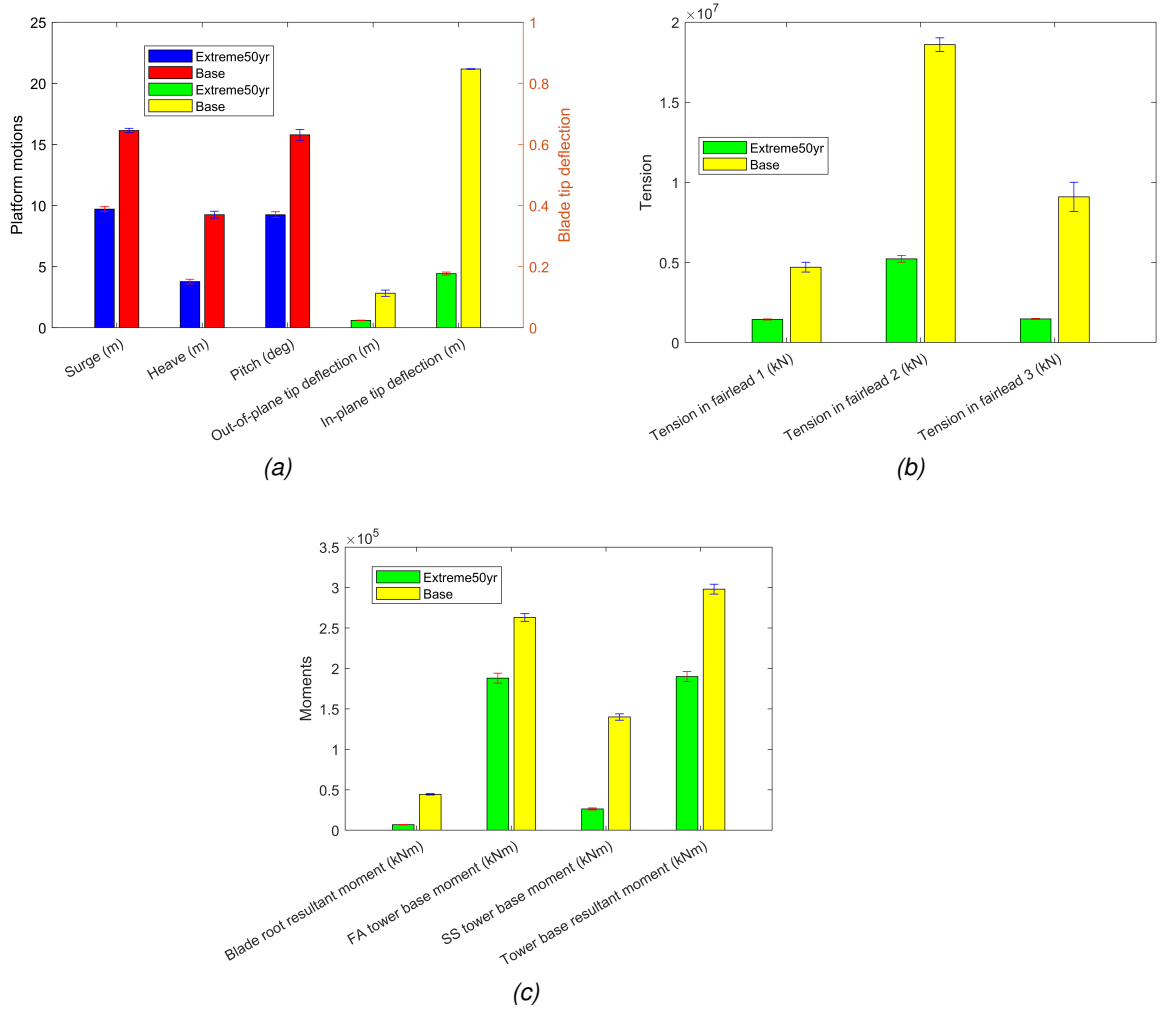 25
20
15
10
5
0
Platform motions
1
0.8
0.6
0.4
0.2
0
Blade tip deflection
Extreme50yr
Base
Extreme50yr
Base
Surge (m)
Heave (m)
Pitch (deg)
Out-of-plane tip deflection (m)
In-plane tip deflection (m)
(a)
×10⁷
2
1.5
1
0.5
0
Tension
Extreme50yr
Base
Tension in fairlead 1 (kN)
Tension in fairlead 2 (kN)
Tension in fairlead 3 (kN)
(b)
×10⁵
3.5
3
2.5
2
1.5
1
0.5
0
Moments
Extreme50yr
Base
Blade root resultant moment (kNm)
FA tower base moment (kNm)
SS tower base moment (kNm)
Tower base resultant moment (kNm)
(c)